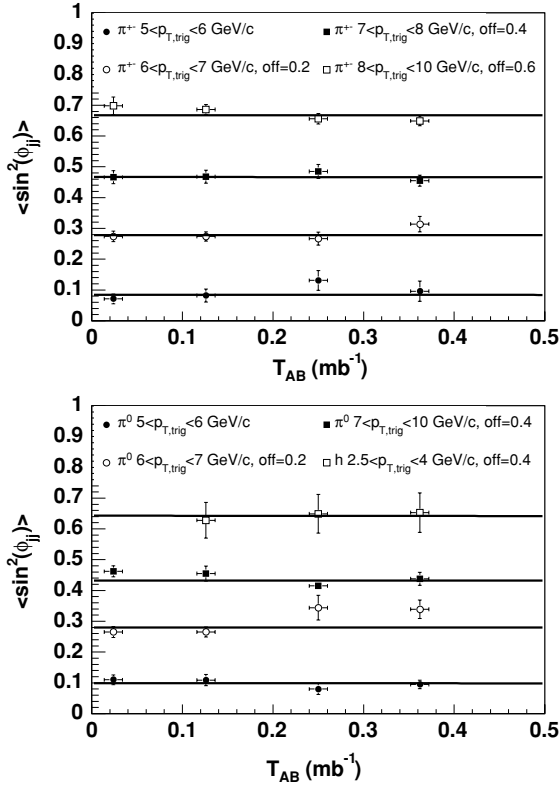 <sin²(φjj)>
1
0.9
0.8
0.7
0.6
0.5
0.4
0.3
0.2
0.1
0
π+- 5<pT,trig<6 GeV/c
π+- 7<pT,trig<8 GeV/c, off=0.4
π+- 6<pT,trig<7 GeV/c, off=0.2
π+- 8<pT,trig<10 GeV/c, off=0.6
0 0.1 0.2 0.3 0.4 0.5
TAB (mb⁻¹)
<sin²(φjj)>
1
0.9
0.8
0.7
0.6
0.5
0.4
0.3
0.2
0.1
0
π⁰ 5<pT,trig<6 GeV/c
π⁰ 7<pT,trig<10 GeV/c, off=0.4
π⁰ 6<pT,trig<7 GeV/c, off=0.2
h 2.5<pT,trig<4 GeV/c, off=0.4
0 0.1 0.2 0.3 0.4 0.5
TAB (mb⁻¹)